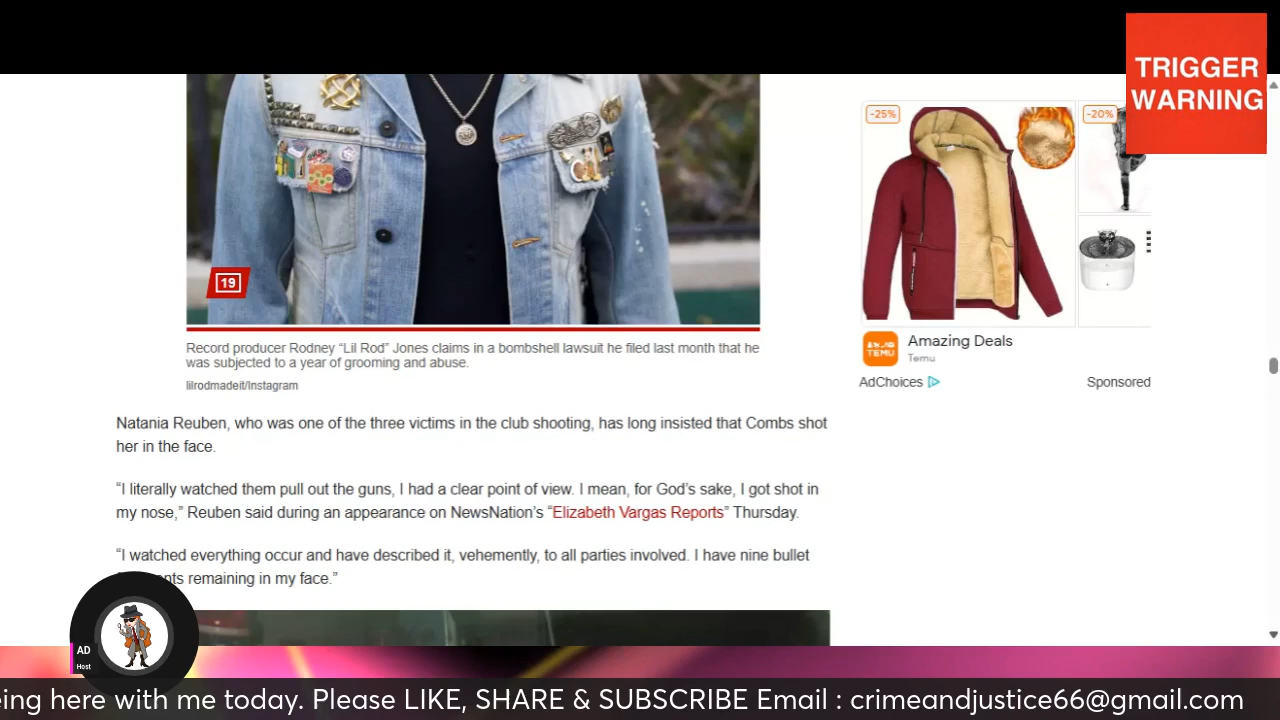 TRIGGER
WARNING
-25%
-20%
19
Record producer Rodney “Lil Rod” Jones claims in a bombshell lawsuit he filed last month that he
was subjected to a year of grooming and abuse.
lilrodmadeit/Instagram
TEMU
Amazing Deals
Temu
AdChoices
Sponsored
Natania Reuben, who was one of the three victims in the club shooting, has long insisted that Combs shot
her in the face.
“I literally watched them pull out the guns, I had a clear point of view. I mean, for God’s sake, I got shot in
my nose,” Reuben said during an appearance on NewsNation’s “Elizabeth Vargas Reports” Thursday.
“I watched everything occur and have described it, vehemently, to all parties involved. I have nine bullet
remaining in my face.”
AD
Host
here with me today. Please LIKE, SHARE & SUBSCRIBE Email : crimeandjustice66@gmail.com